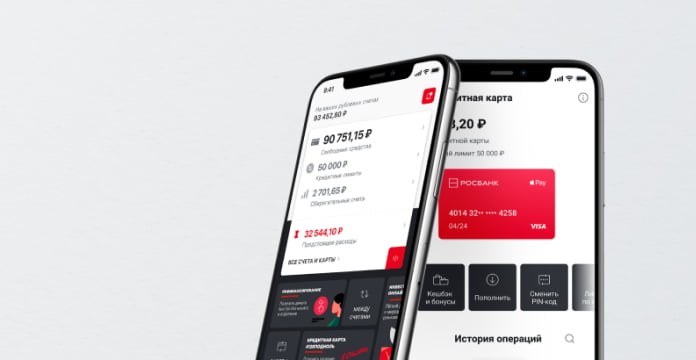 9:41
На ваших рублевых счетах
93 452,80 ₽
90 751,15 ₽
Свободные средства
50 000 ₽
Кредитные лимиты
2 701,65 ₽
Сберегательные счета
32 544,10 ₽
Предстоящие расходы
ВСЕ СЧЕТА И КАРТЫ
РЕФИНАНСИРОВАНИЕ
МЕЖДУ
СЧЕТАМИ
КРЕДИТНАЯ КАРТА
#120ПОДНОЛЬ
итная карта
3,20 ₽
итной карты
й лимит 50 000 ₽
РОСБАНК
Pay
4014 32•• •••• 4258
04/24
VISA
Кешбэк
и бонусы
Пополнить
Сменить
PIN-код
История операций